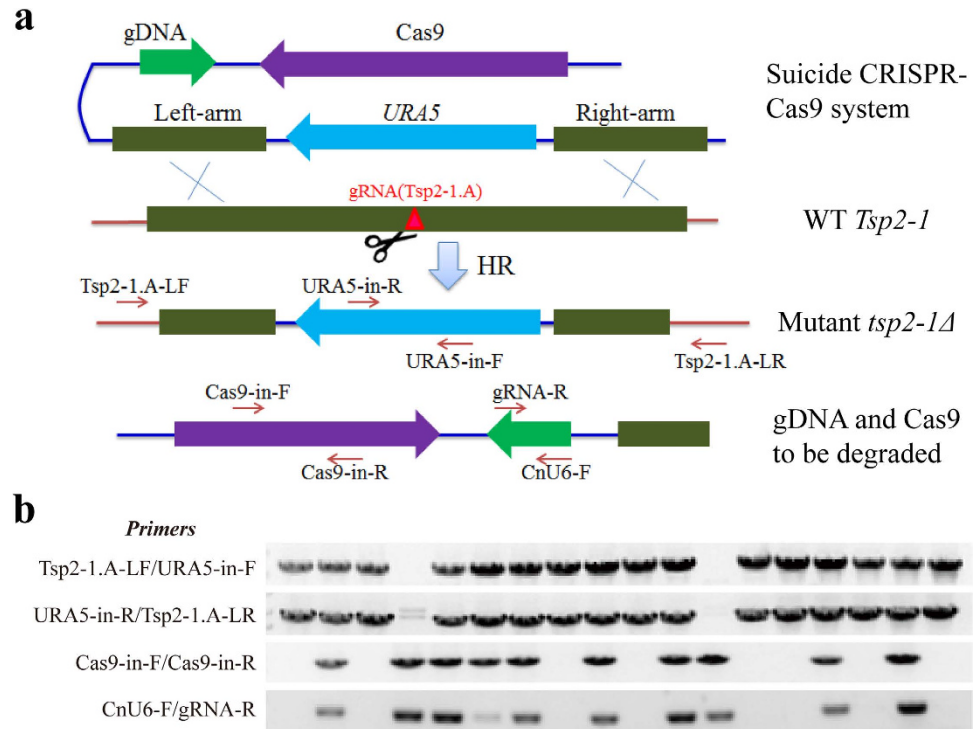 a
gDNA
Cas9
Suicide CRISPR-
Cas9 system
Left-arm
URA5
Right-arm
gRNA(Tsp2-1.A)
WT Tsp2-1
HR
Tsp2-1.A-LF
URA5-in-R
Mutant tsp2-1Δ
URA5-in-F
Tsp2-1.A-LR
Cas9-in-F
gRNA-R
gDNA and Cas9
to be degraded
Cas9-in-R
CnU6-F
b
Primers
Tsp2-1.A-LF/URA5-in-F
URA5-in-R/Tsp2-1.A-LR
Cas9-in-F/Cas9-in-R
CnU6-F/gRNA-R